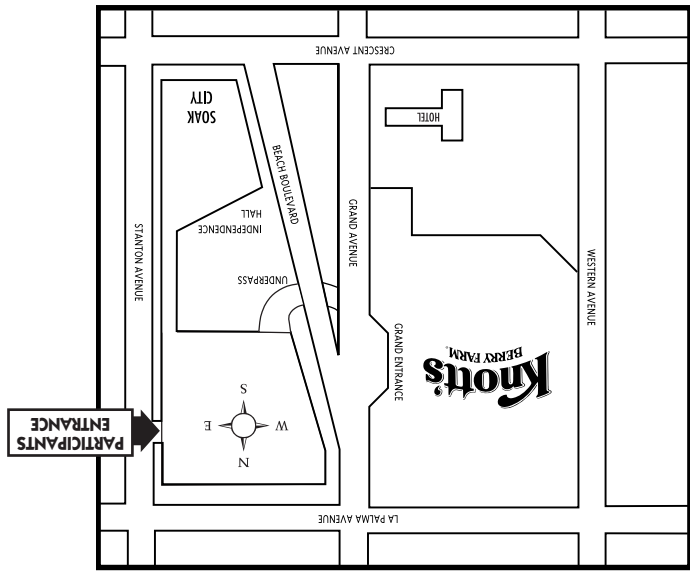 LA PALMA AVENUE
N
W E
S
PARTICIPANTS
ENTRANCE
Knott's
BERRY FARM®
GRAND ENTRANCE
UNDERPASS
WESTERN AVENUE
GRAND AVENUE
STANTON AVENUE
INDEPENDENCE
HALL
BEACH BOULEVARD
HOTEL
SOAK
CITY
CRESCENT AVENUE